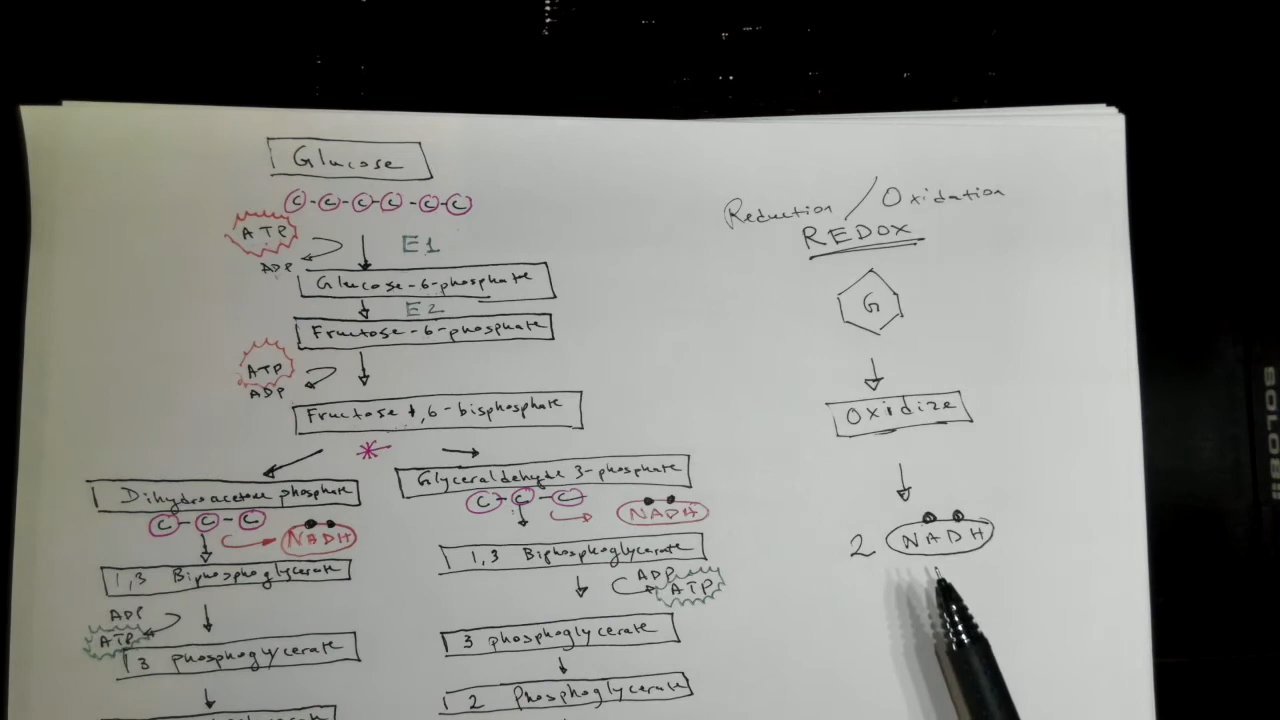 Glucose
C-C-C-C-C-C
ATP
ADP
E1
Glucose-6-phosphate
E2
Fructose-6-phosphate
ATP
ADP
Fructose 1,6-bisphosphate
Dihydroacetone phosphate
C-C-C
NADH
1,3 Biphosphoglycerate
ADP
ATP
3 phosphoglycerate
Glyceraldehyde 3-phosphate
C-C-C
NADH
1,3 Biphosphoglycerate
ADP
ATP
3 phosphoglycerate
2 Phosphoglycerate
Reduction / Oxidation
REDOX
G
Oxidize
2 NADH